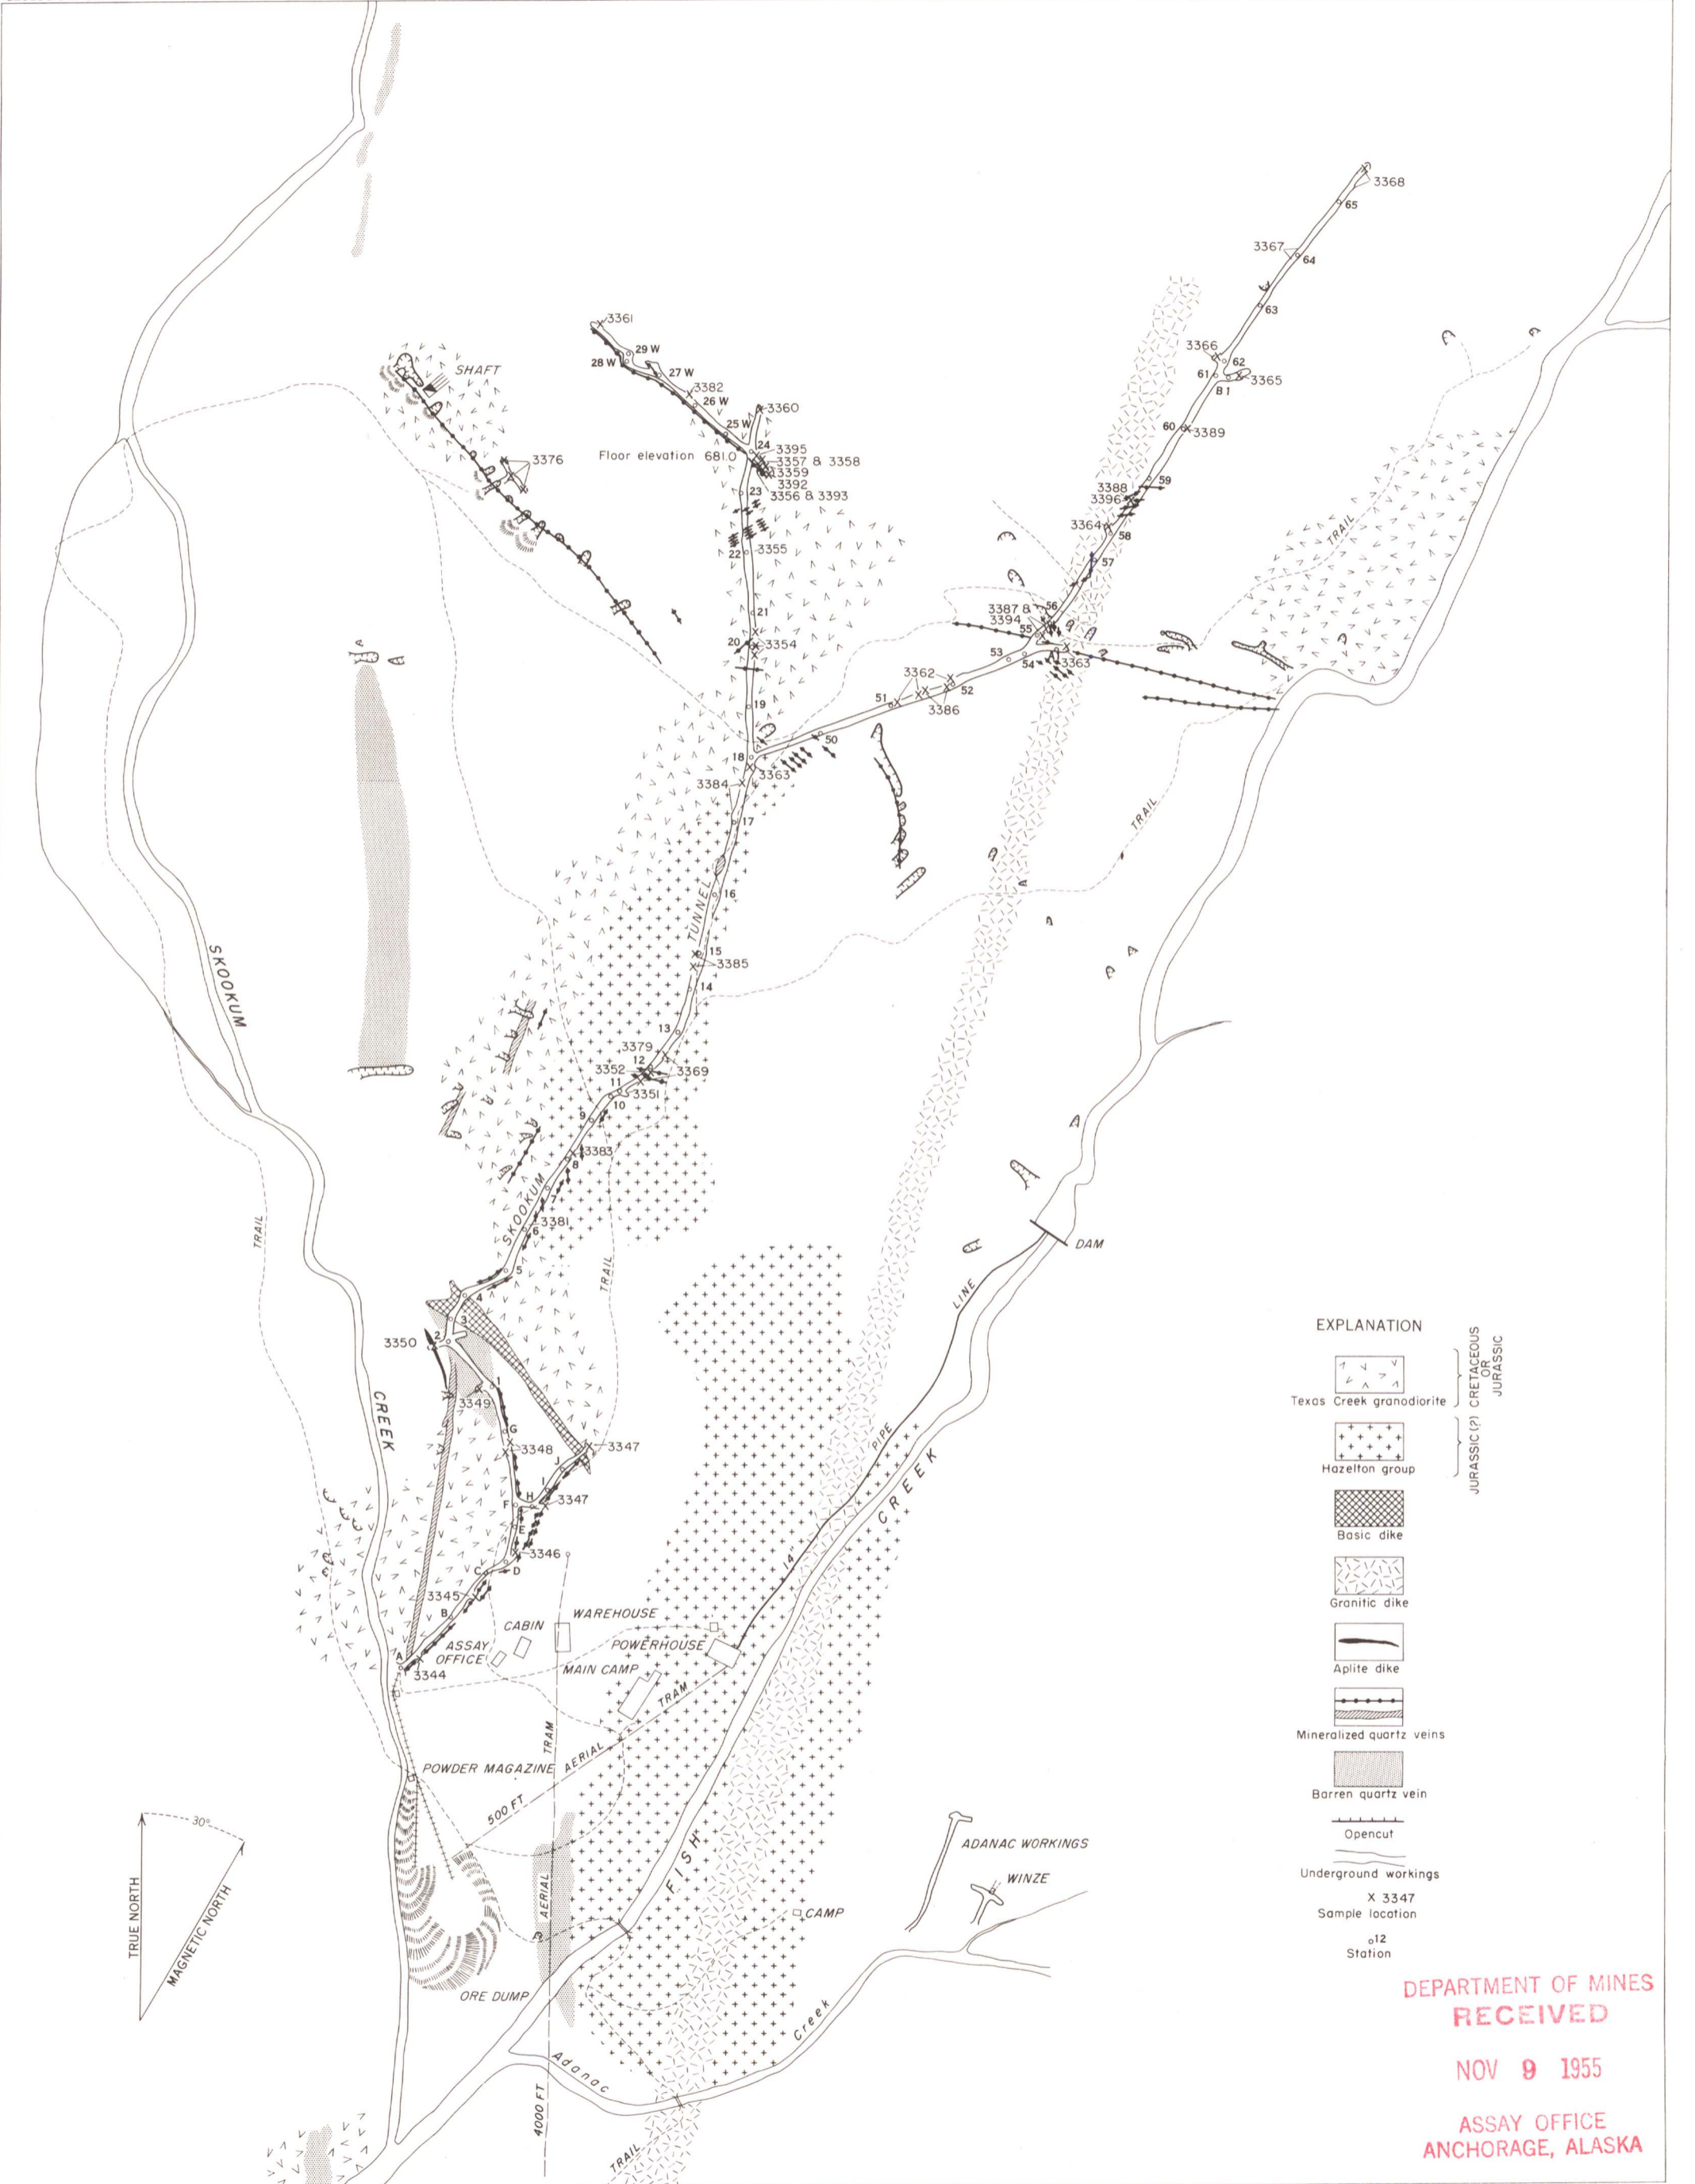 3368
65
3367
64
63
3366
62
61
3365
B1
60
3389
59
3388
3396
3364
58
57
3361
29 W
28 W
27 W
3382
26 W
3360
25 W
24
3395
Floor elevation 681.0
3357 & 3358
3359
3392
3356 & 3393
23
22
3355
21
20
3354
19
SHAFT
3376
TRAIL
3387 &
3394
56
55
53
54
A1
3363
3362
51
52
3386
50
18
3363
3384
17
TRAIL
TUNNEL
16
15
3385
14
13
3379
12
3352
3369
11
3351
10
9
3383
8
7
SKOOKUM
3381
6
5
4
3
2
3350
1
3349
G
3348
3347
J
I
H
3347
F
E
3346
C
D
3345
B
A
3344
SKOOKUM
CREEK
TRAIL
TRAIL
DAM
PIPE
LINE
14
FISH
CREEK
CABIN
WAREHOUSE
ASSAY
OFFICE
POWERHOUSE
MAIN CAMP
TRAM
AERIAL
500 FT
TRAM
AERIAL
4000 FT
POWDER MAGAZINE
ORE DUMP
ADANAC WORKINGS
WINZE
CAMP
Adanac
Creek
TRAIL
30°
TRUE NORTH
MAGNETIC NORTH
EXPLANATION
Texas Creek granodiorite
CRETACEOUS
OR
JURASSIC
Hazelton group
JURASSIC (?)
Basic dike
Granitic dike
Aplite dike
Mineralized quartz veins
Barren quartz vein
Opencut
Underground workings
X 3347
Sample location
o12
Station
DEPARTMENT OF MINES
RECEIVED
NOV 9 1955
ASSAY OFFICE
ANCHORAGE, ALASKA